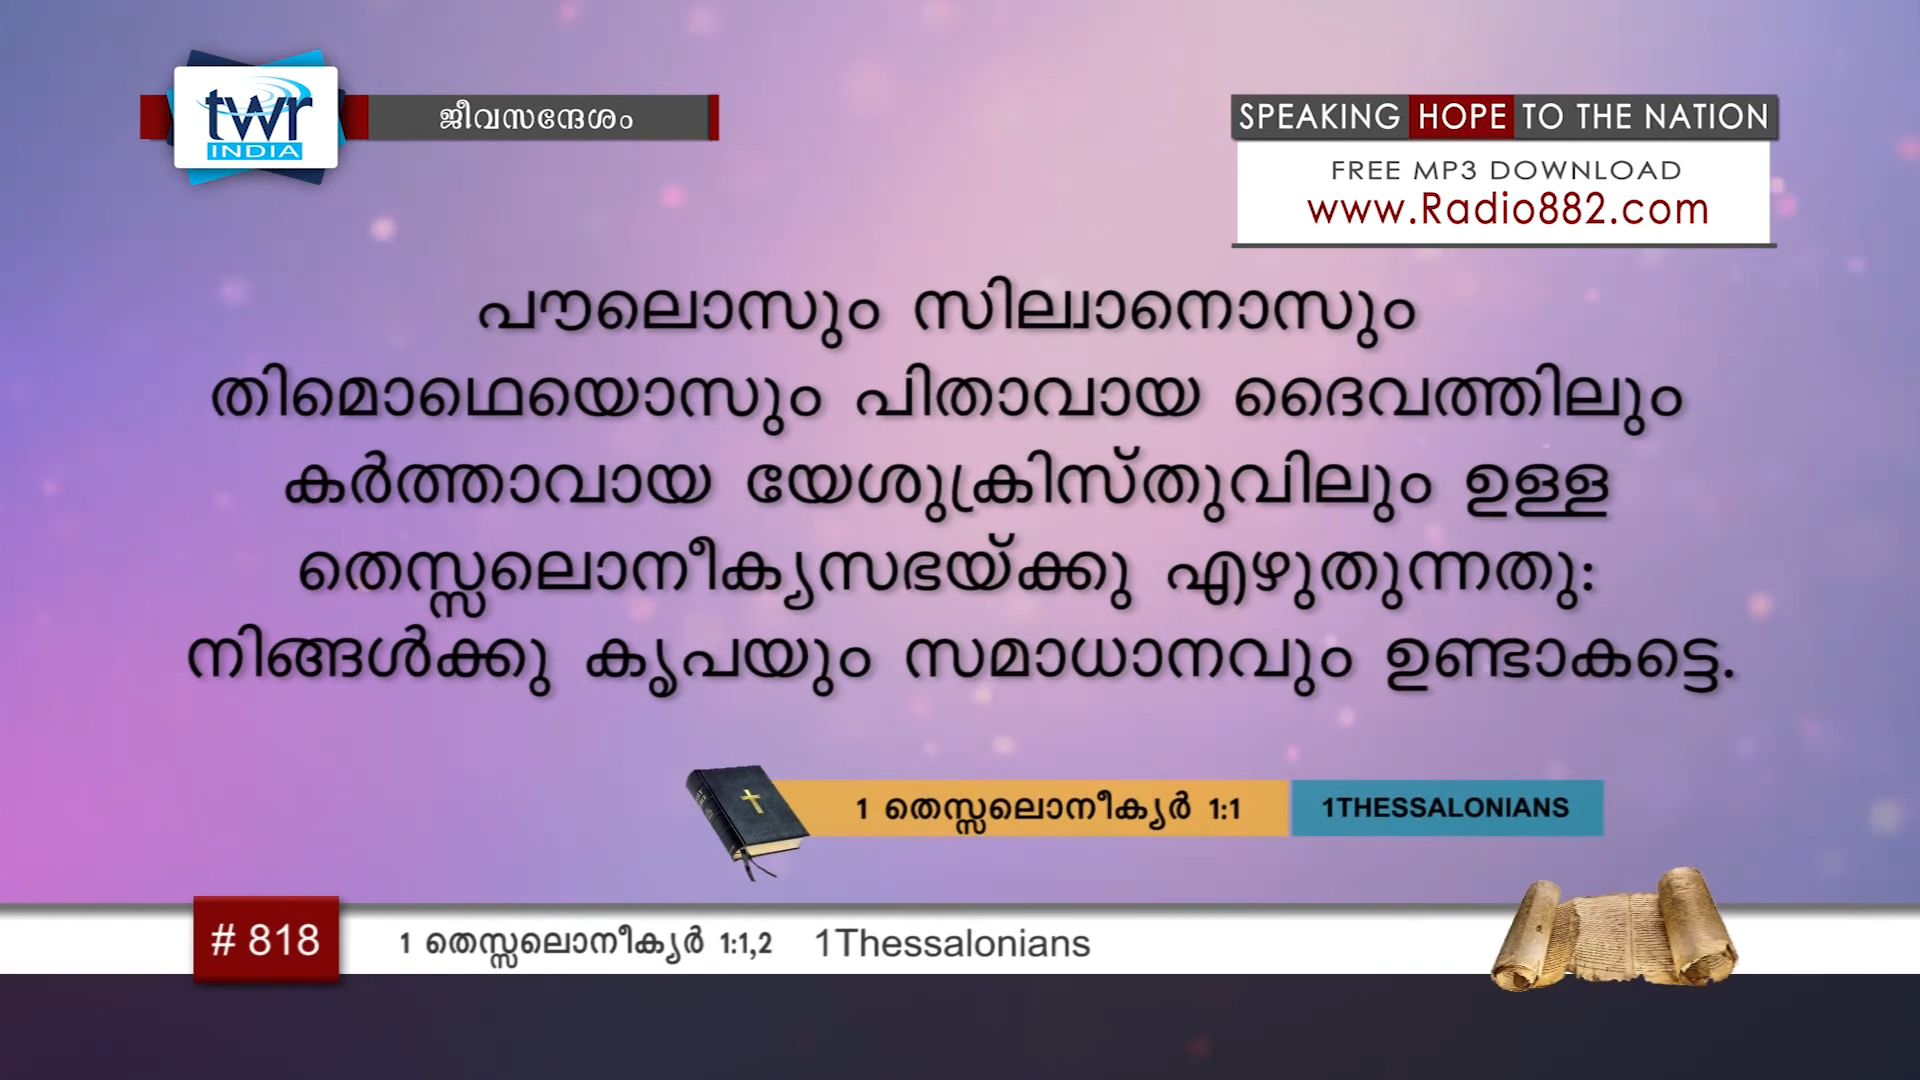 twr
INDIA
ജീവസന്ദേശം
SPEAKING HOPE TO THE NATION
FREE MP3 DOWNLOAD
www.Radio882.com
പൗലൊസും സില്വാനൊസും
തിമൊഥെയൊസും പിതാവായ ദൈവത്തിലും
കർത്താവായ യേശുക്രിസ്തുവിലും ഉള്ള
തെസ്സലൊനീക്യസഭയ്ക്കു എഴുതുന്നതു:
നിങ്ങൾക്കു കൃപയും സമാധാനവും ഉണ്ടാകട്ടെ.
1 തെസ്സലൊനീക്യർ 1:1
1THESSALONIANS
# 818
1 തെസ്സലൊനീക്യർ 1:1,2 1Thessalonians